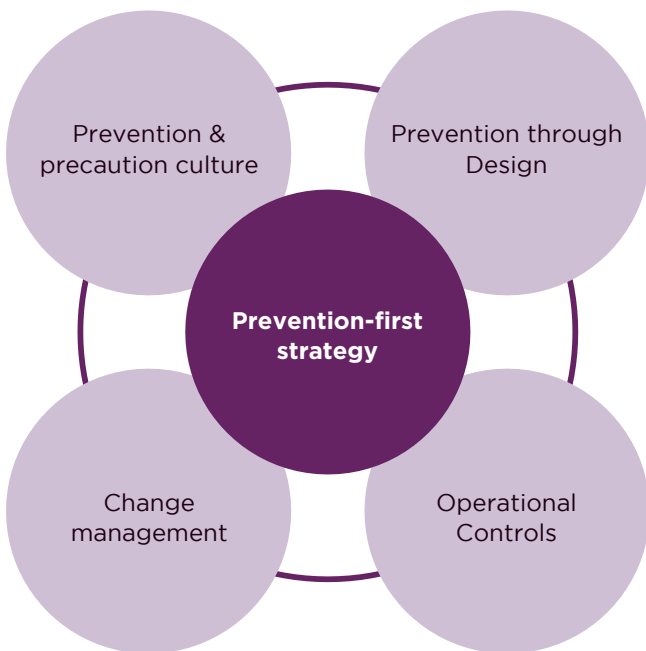 Prevention &
precaution culture
Prevention through
Design
Prevention-first
strategy
Change
management
Operational
Controls